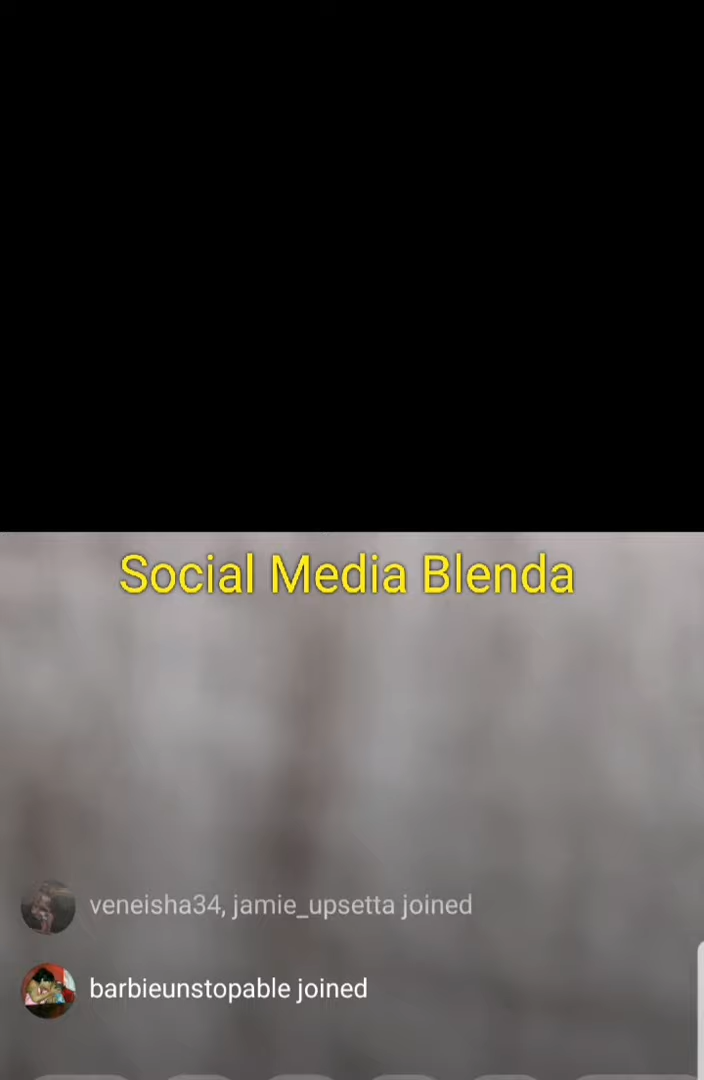 Social Media Blenda
veneisha34, jamie_upsetta joined
barbieunstopable joined